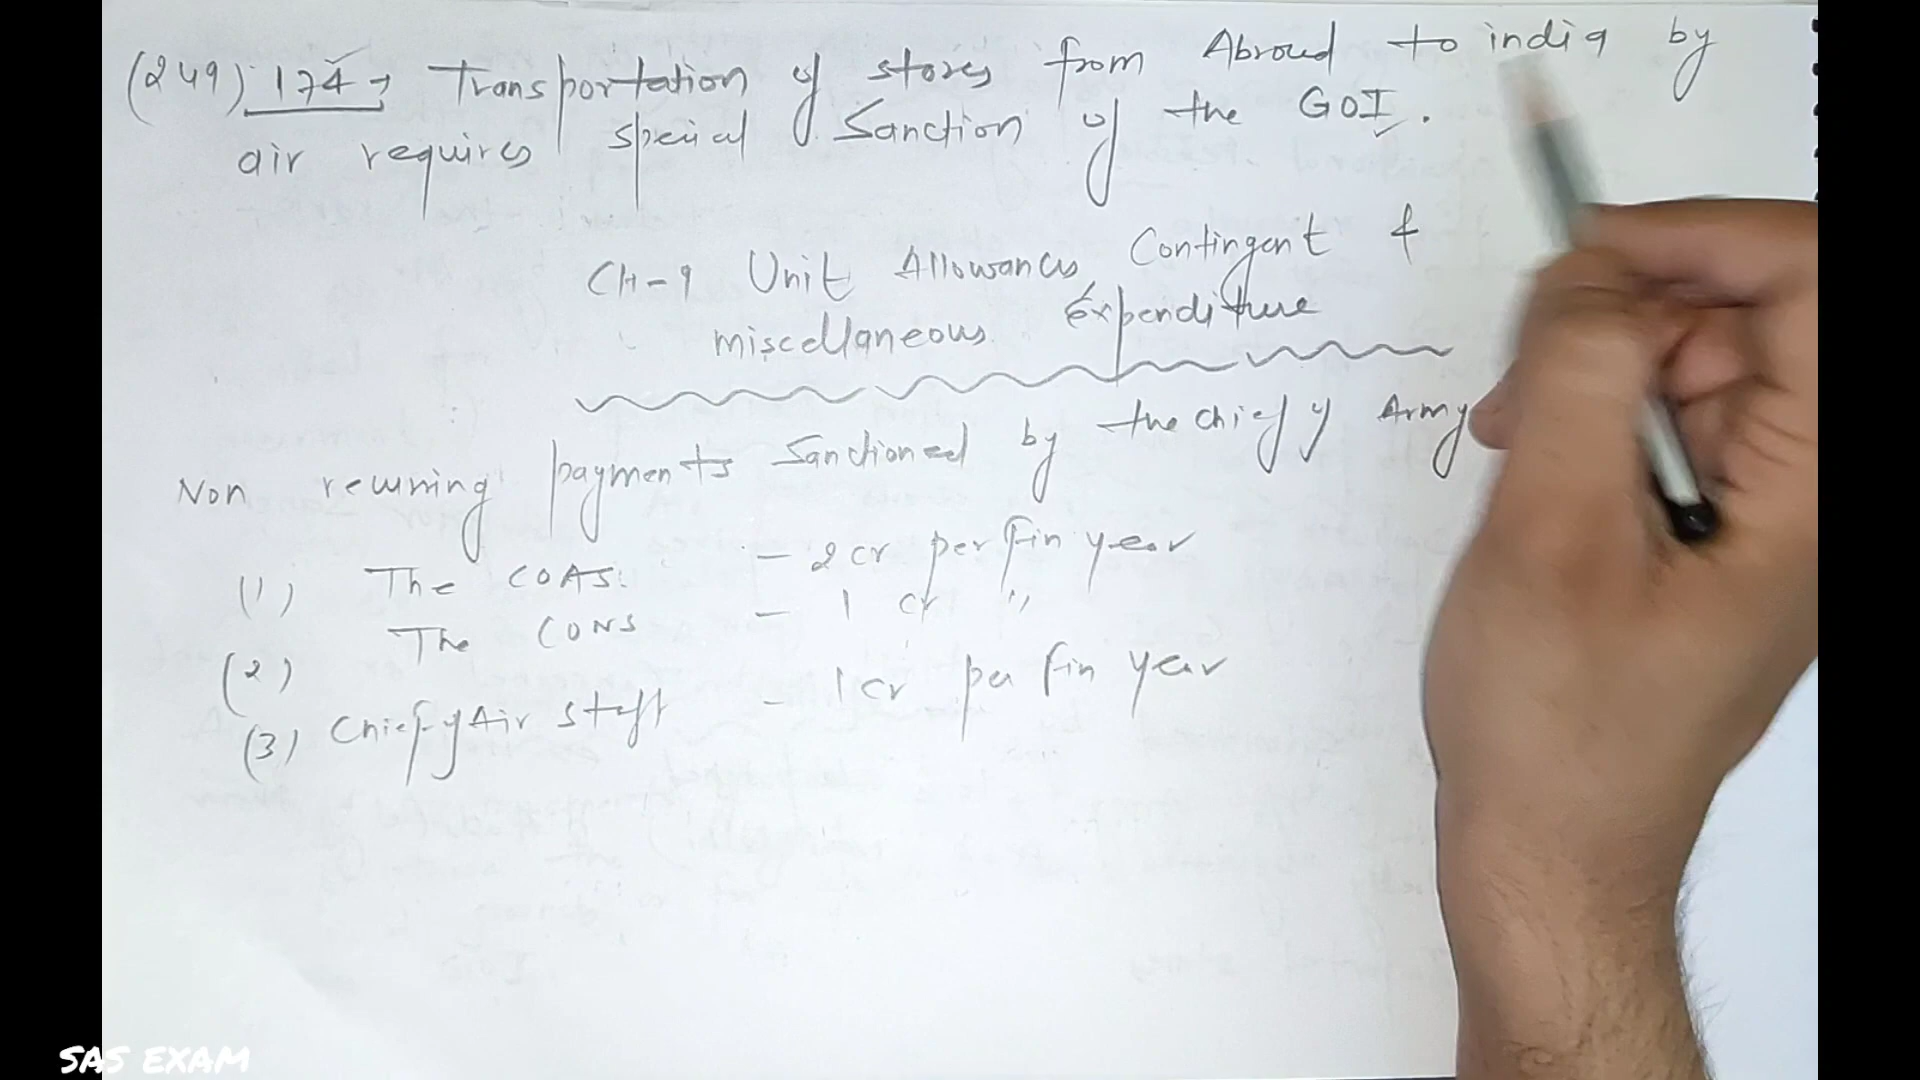 (249) 174 → Transportation of stores from Abroad to india by
air requires special Sanction of the GOI.
CH-9 Unit Allowances, Contingent &
miscellaneous Expenditure
Non recurring payments Sanctioned by the chief of Army
(1) The COAS. - 2 cr per fin year
(2) The CONS - 1 cr "
(3) Chief of Air staff - 1 cr per fin year
SAS EXAM